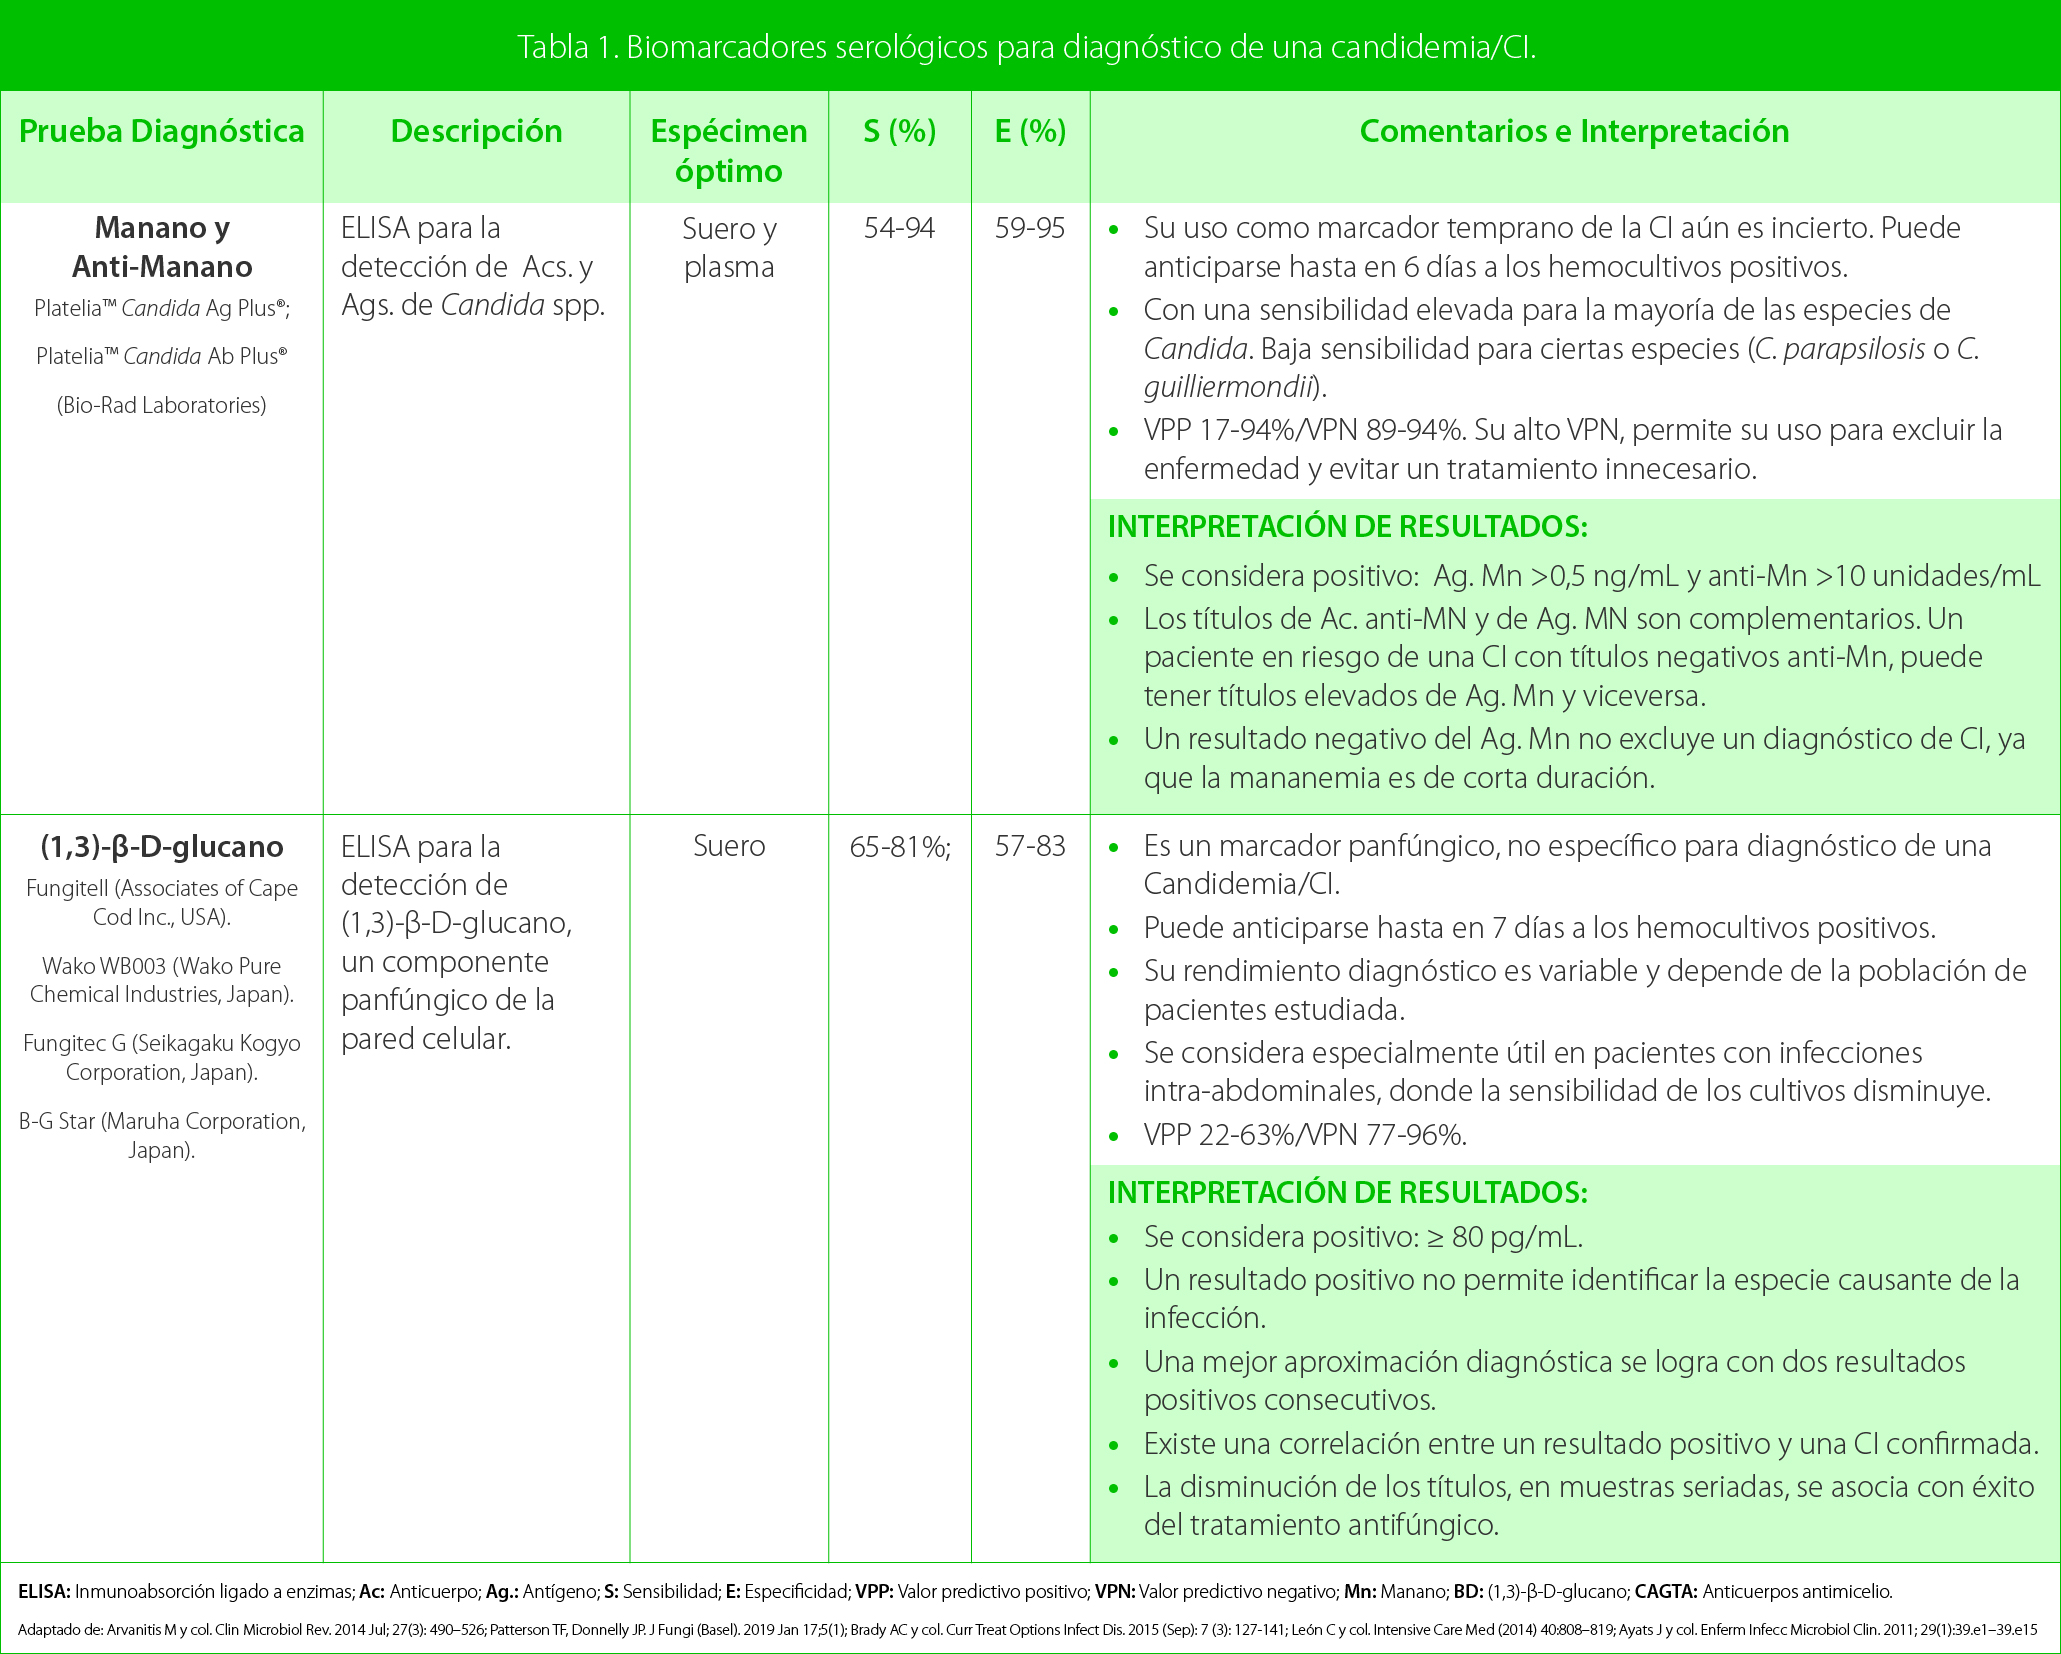 Tabla 1. Biomarcadores serológicos para diagnóstico de una candidemia/CI.
Prueba Diagnóstica
Descripción
Espécimen
óptimo
S (%)
E (%)
Comentarios e Interpretación
Manano y
Anti-Manano
Platelia™ Candida Ag Plus®;
Platelia™ Candida Ab Plus®
(Bio-Rad Laboratories)
ELISA para la
detección de Acs. y
Ags. de Candida spp.
Suero y
plasma
54-94
59-95
• Su uso como marcador temprano de la CI aún es incierto. Puede
anticiparse hasta en 6 días a los hemocultivos positivos.
• Con una sensibilidad elevada para la mayoría de las especies de
Candida. Baja sensibilidad para ciertas especies (C. parapsilosis o C.
guilliermondii).
• VPP 17-94%/VPN 89-94%. Su alto VPN, permite su uso para excluir la
enfermedad y evitar un tratamiento innecesario.
INTERPRETACIÓN DE RESULTADOS:
• Se considera positivo: Ag. Mn >0,5 ng/mL y anti-Mn >10 unidades/mL
• Los títulos de Ac. anti-MN y de Ag. MN son complementarios. Un
paciente en riesgo de una CI con títulos negativos anti-Mn, puede
tener títulos elevados de Ag. Mn y viceversa.
• Un resultado negativo del Ag. Mn no excluye un diagnóstico de CI, ya
que la mananemia es de corta duración.
(1,3)-β-D-glucano
Fungitell (Associates of Cape
Cod Inc., USA).
Wako WB003 (Wako Pure
Chemical Industries, Japan).
Fungitec G (Seikagaku Kogyo
Corporation, Japan).
B-G Star (Maruha Corporation,
Japan).
ELISA para la
detección de
(1,3)-β-D-glucano,
un componente
panfúngico de la
pared celular.
Suero
65-81%;
57-83
• Es un marcador panfúngico, no específico para diagnóstico de una
Candidemia/CI.
• Puede anticiparse hasta en 7 días a los hemocultivos positivos.
• Su rendimiento diagnóstico es variable y depende de la población de
pacientes estudiada.
• Se considera especialmente útil en pacientes con infecciones
intra-abdominales, donde la sensibilidad de los cultivos disminuye.
• VPP 22-63%/VPN 77-96%.
INTERPRETACIÓN DE RESULTADOS:
• Se considera positivo: ≥ 80 pg/mL.
• Un resultado positivo no permite identificar la especie causante de la
infección.
• Una mejor aproximación diagnóstica se logra con dos resultados
positivos consecutivos.
• Existe una correlación entre un resultado positivo y una CI confirmada.
• La disminución de los títulos, en muestras seriadas, se asocia con éxito
del tratamiento antifúngico.
ELISA: Inmunoabsorción ligado a enzimas; Ac: Anticuerpo; Ag.: Antígeno; S: Sensibilidad; E: Especificidad; VPP: Valor predictivo positivo; VPN: Valor predictivo negativo; Mn: Manano; BD: (1,3)-β-D-glucano; CAGTA: Anticuerpos antimicelio.
Adaptado de: Arvanitis M y col. Clin Microbiol Rev. 2014 Jul; 27(3): 490–526; Patterson TF, Donnelly JP. J Fungi (Basel). 2019 Jan 17;5(1); Brady AC y col. Curr Treat Options Infect Dis. 2015 (Sep): 7 (3): 127-141; León C y col. Intensive Care Med (2014) 40:808–819; Ayats J y col. Enferm Infecc Microbiol Clin. 2011; 29(1):39.e1–39.e15